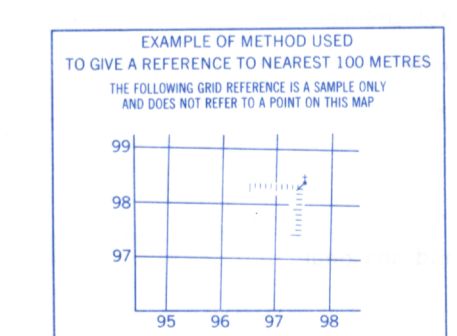 EXAMPLE OF METHOD USED
TO GIVE A REFERENCE TO NEAREST 100 METRES
THE FOLLOWING GRID REFERENCE IS A SAMPLE ONLY
AND DOES NOT REFER TO A POINT ON THIS MAP
99
98
97
95 96 97 98